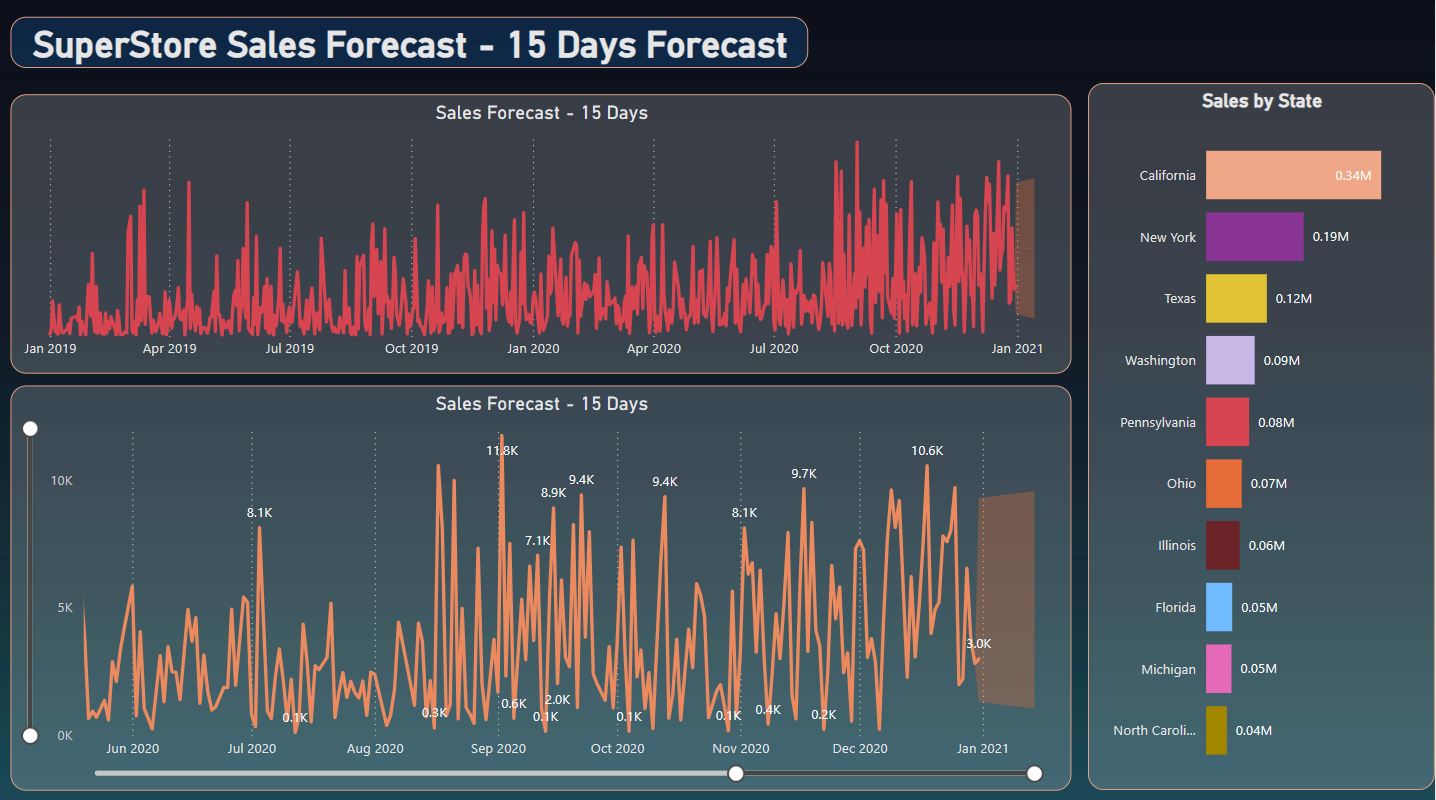 SuperStore Sales Forecast - 15 Days Forecast
Sales Forecast - 15 Days
Jan 2019 Apr 2019 Jul 2019 Oct 2019 Jan 2020 Apr 2020 Jul 2020 Oct 2020 Jan 2021
Sales Forecast - 15 Days
11.8K 10.6K
9.7K
10K 9.4K 9.4K
8.9K
8.1K 8.1K
7.1K
5K
3.0K
2.0K
0.6K
0.4K
0.3K
0.2K
0.1K 0.1K 0.1K 0.1K
0K
Jun 2020 Jul 2020 Aug 2020 Sep 2020 Oct 2020 Nov 2020 Dec 2020 Jan 2021
Sales by State
California 0.34M
New York 0.19M
Texas 0.12M
Washington 0.09M
Pennsylvania 0.08M
Ohio 0.07M
Illinois 0.06M
Florida 0.05M
Michigan 0.05M
North Caroli... 0.04M